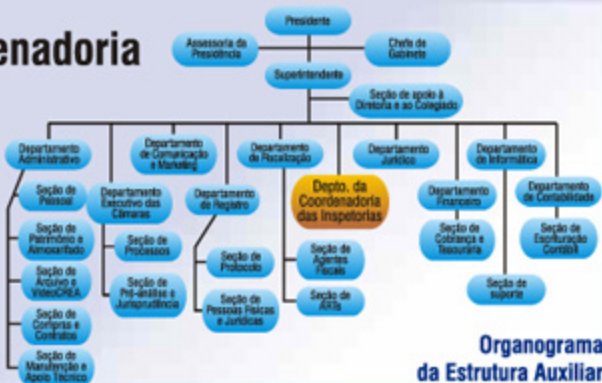 enadoria
Presidente
Assessoria da
Presidência
Chefe de
Gabinete
Superintendente
Seção de apoio à
Diretoria e ao Colegiado
Departamento
Administrativo
Departamento
de Comunicação
e Marketing
Departamento
de Fiscalização
Departamento
Jurídico
Departamento
de Informática
Seção de
Pessoal
Departamento
Executivo das
Câmaras
Departamento
de Registro
Depto. da
Coordenadoria
das Inspetorias
Departamento
Financeiro
Departamento
de Contabilidade
Seção de
Patrimônio e
Almoxarifado
Seção de
Processos
Seção de
Protocolo
Seção de
Agentes
Fiscais
Seção de
Cobrança e
Tesouraria
Seção de
Escrituração
Contábil
Seção de
Arquivo e
VideoCREA
Seção de
Pré-análise e
Jurisprudência
Seção de
Pessoas Físicas
e Jurídicas
Seção de
ARTs
Seção de
suporte
Seção de
Compras e
Contratos
Seção de
Manutenção e
Apoio Técnico
Organograma
da Estrutura Auxiliar